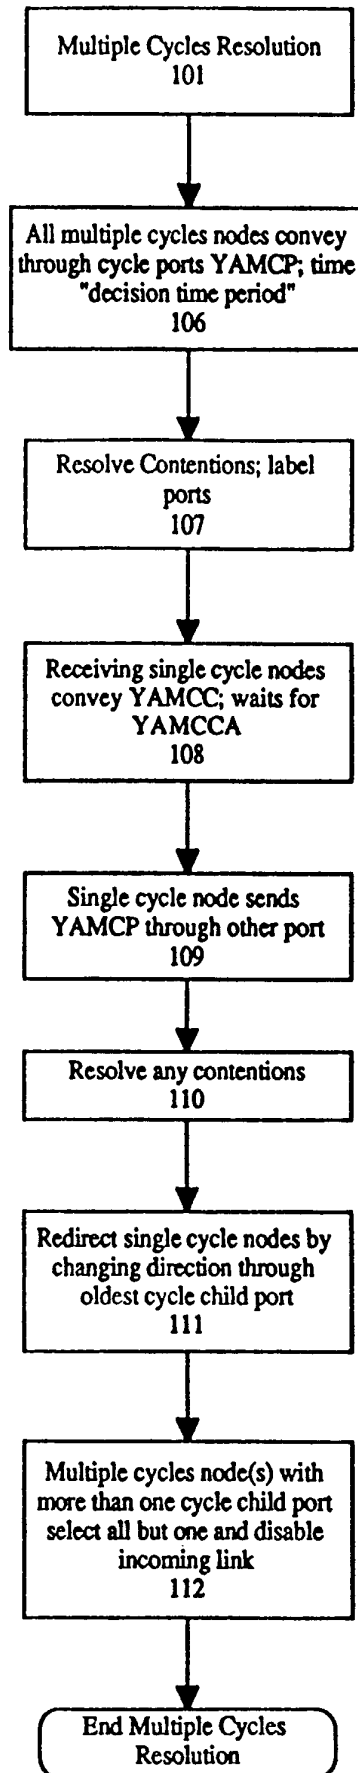 Multiple Cycles Resolution
101
All multiple cycles nodes convey
through cycle ports YAMCP; time
"decision time period"
106
Resolve Contentions; label
ports
107
Receiving single cycle nodes
convey YAMCC; waits for
YAMCCA
108
Single cycle node sends
YAMCP through other port
109
Resolve any contentions
110
Redirect single cycle nodes by
changing direction through
oldest cycle child port
111
Multiple cycles node(s) with
more than one cycle child port
select all but one and disable
incoming link
112
End Multiple Cycles
Resolution